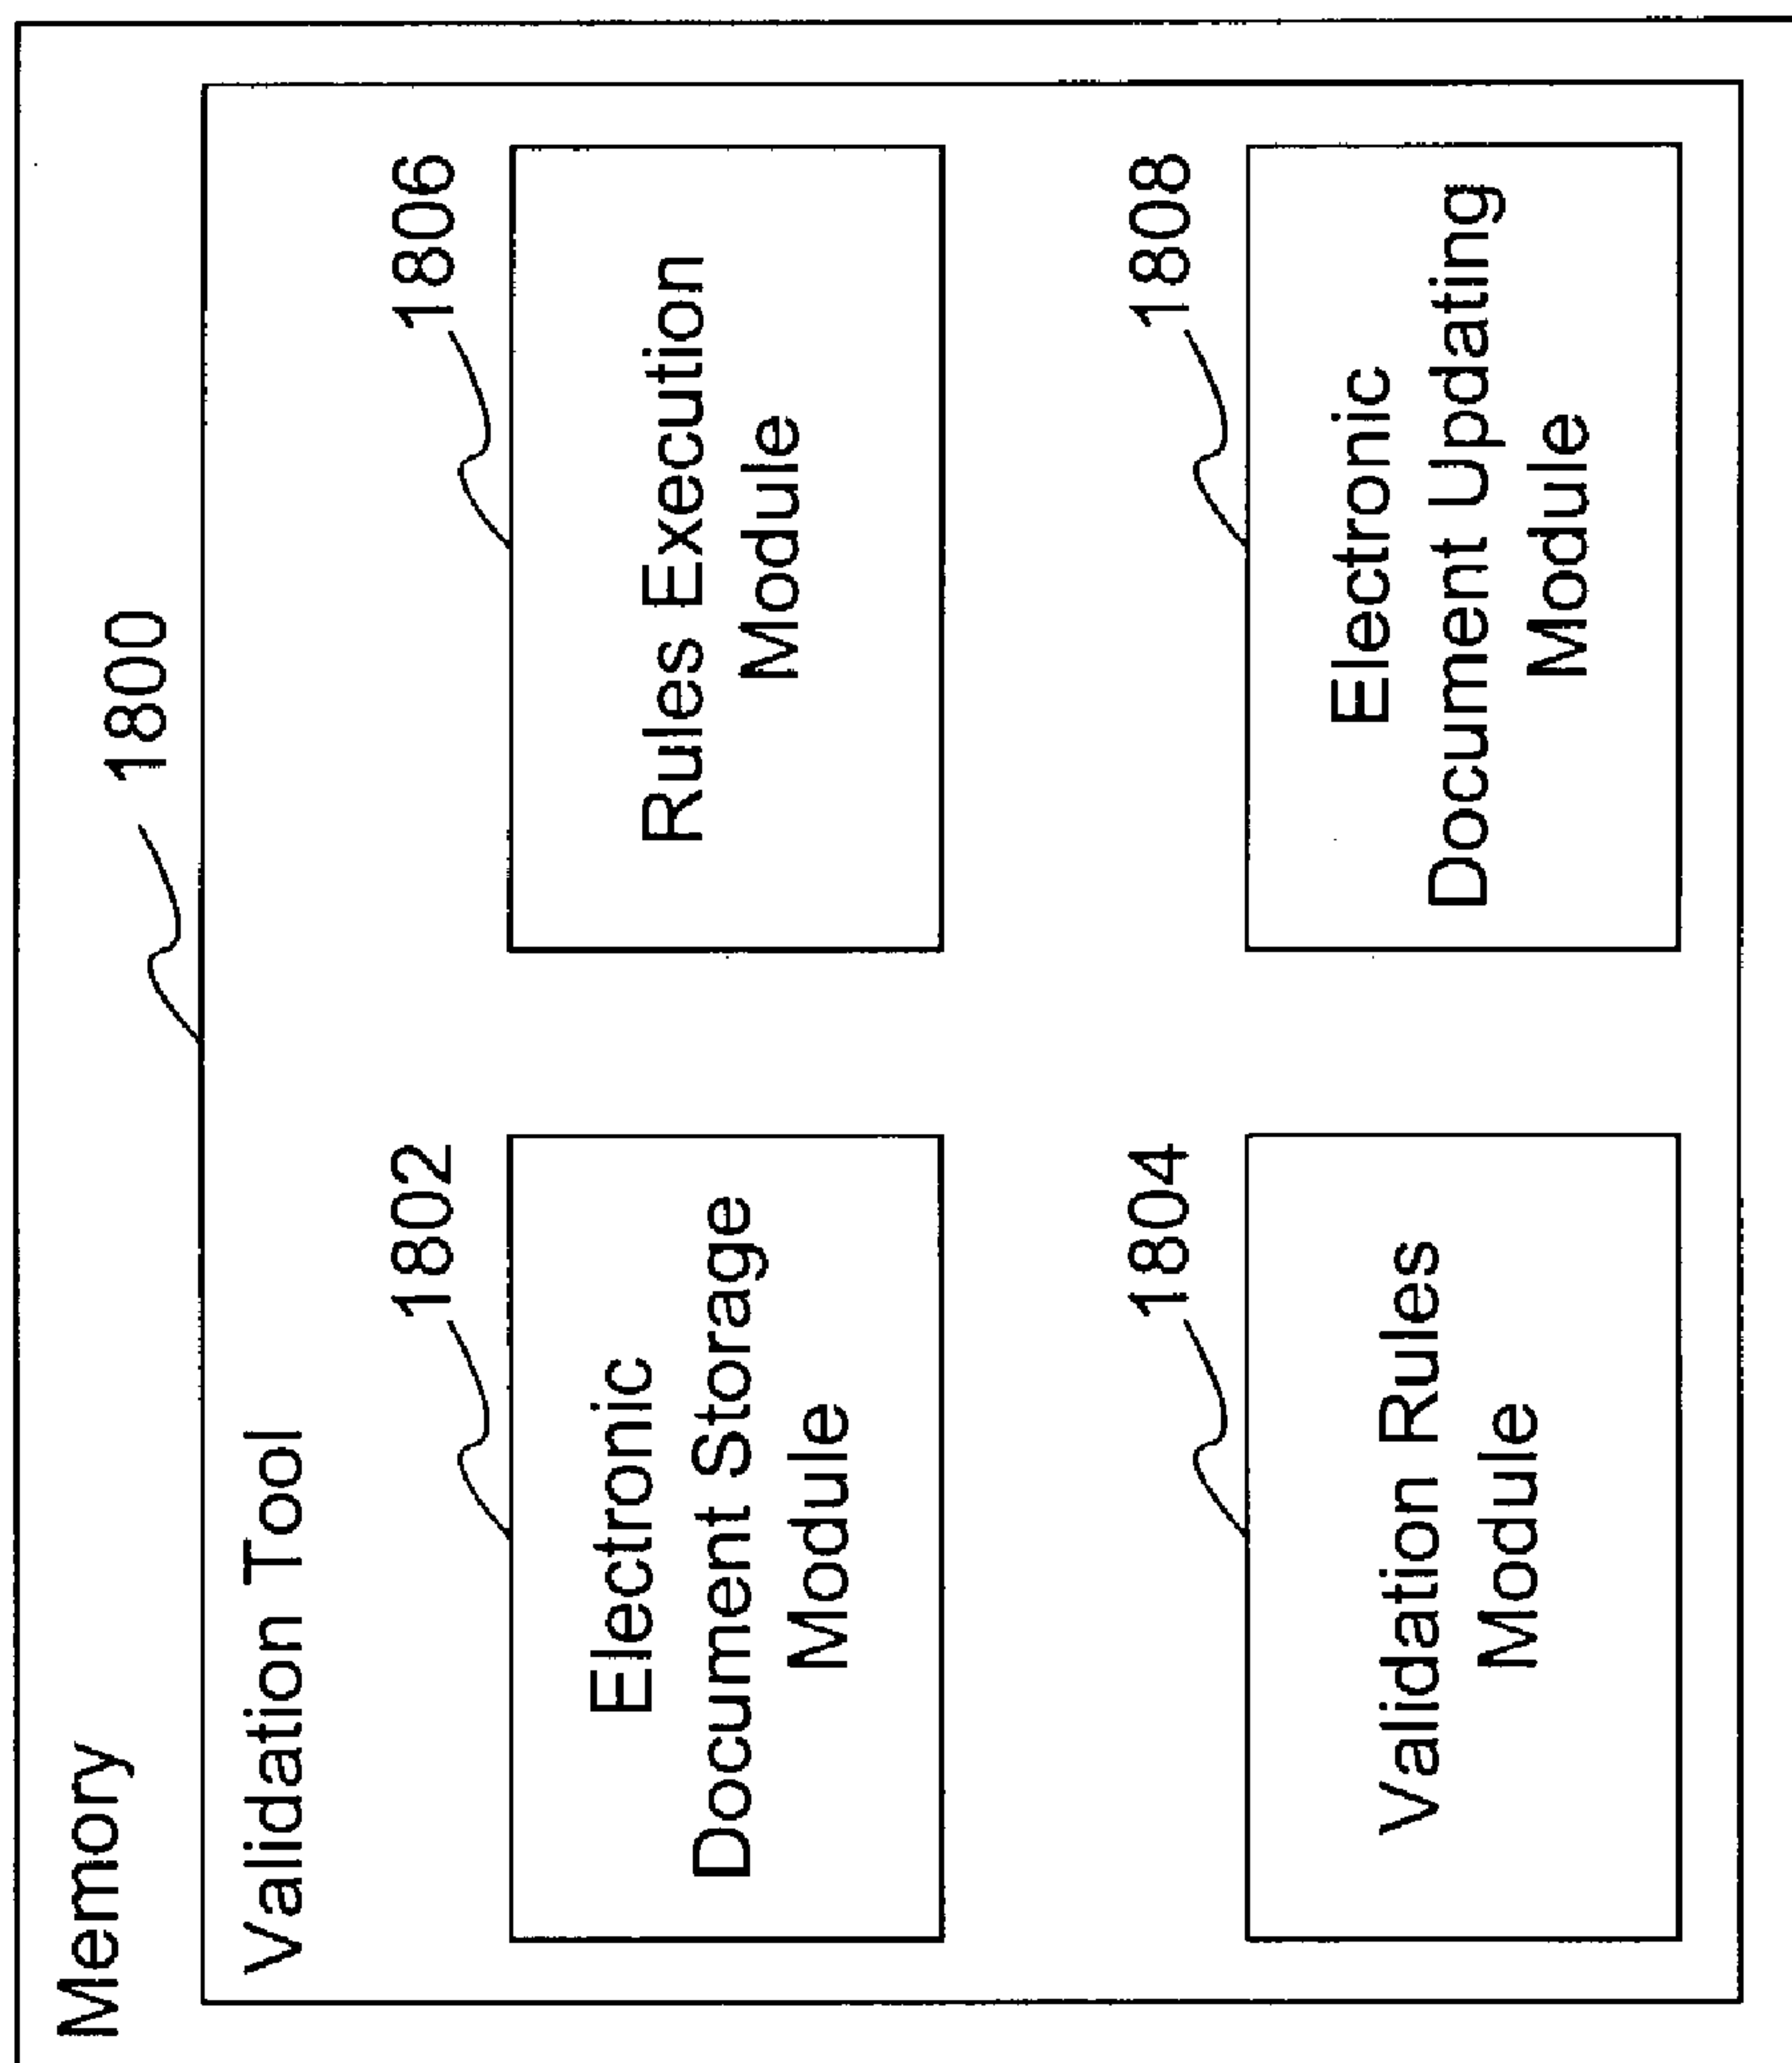 Memory
1800
Validation Tool
1802
1806
Electronic
Document Storage
Module
Rules Execution
Module
1804
1808
Validation Rules
Module
Electronic
Document Updating
Module